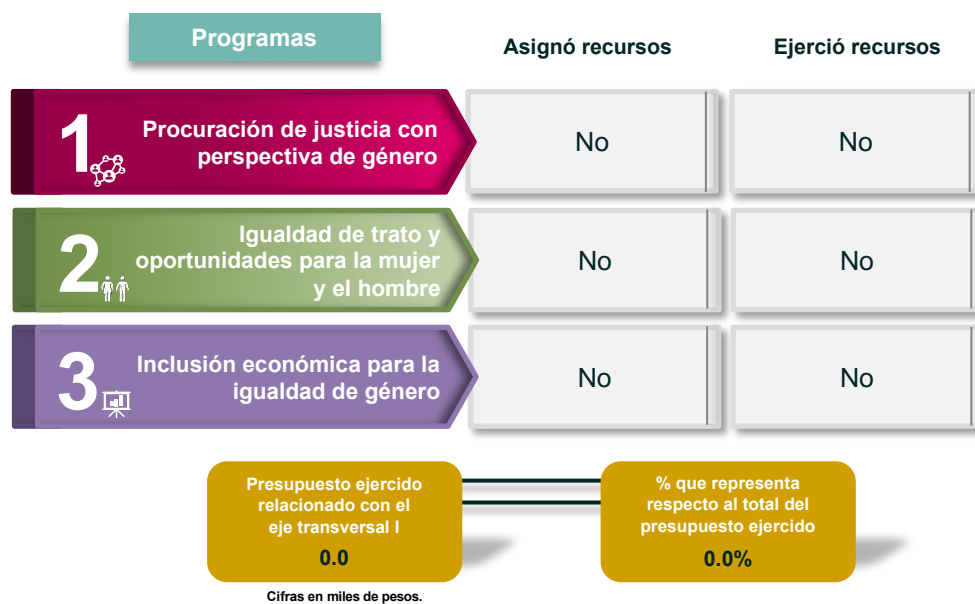 Programas
Asignó recursos
Ejerció recursos
1
Procuración de justicia con
perspectiva de género
No
No
2
Igualdad de trato y
oportunidades para la mujer
y el hombre
No
No
3
Inclusión económica para la
igualdad de género
No
No
Presupuesto ejercido
relacionado con el
eje transversal I
0.0
% que representa
respecto al total del
presupuesto ejercido
0.0%
Cifras en miles de pesos.